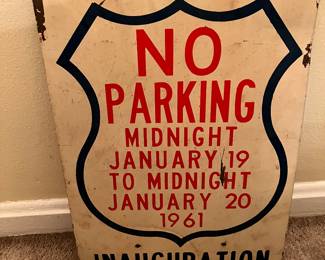 NO
PARKING
MIDNIGHT
JANUARY 19
TO MIDNIGHT
JANUARY 20
1961
INAUGURATION